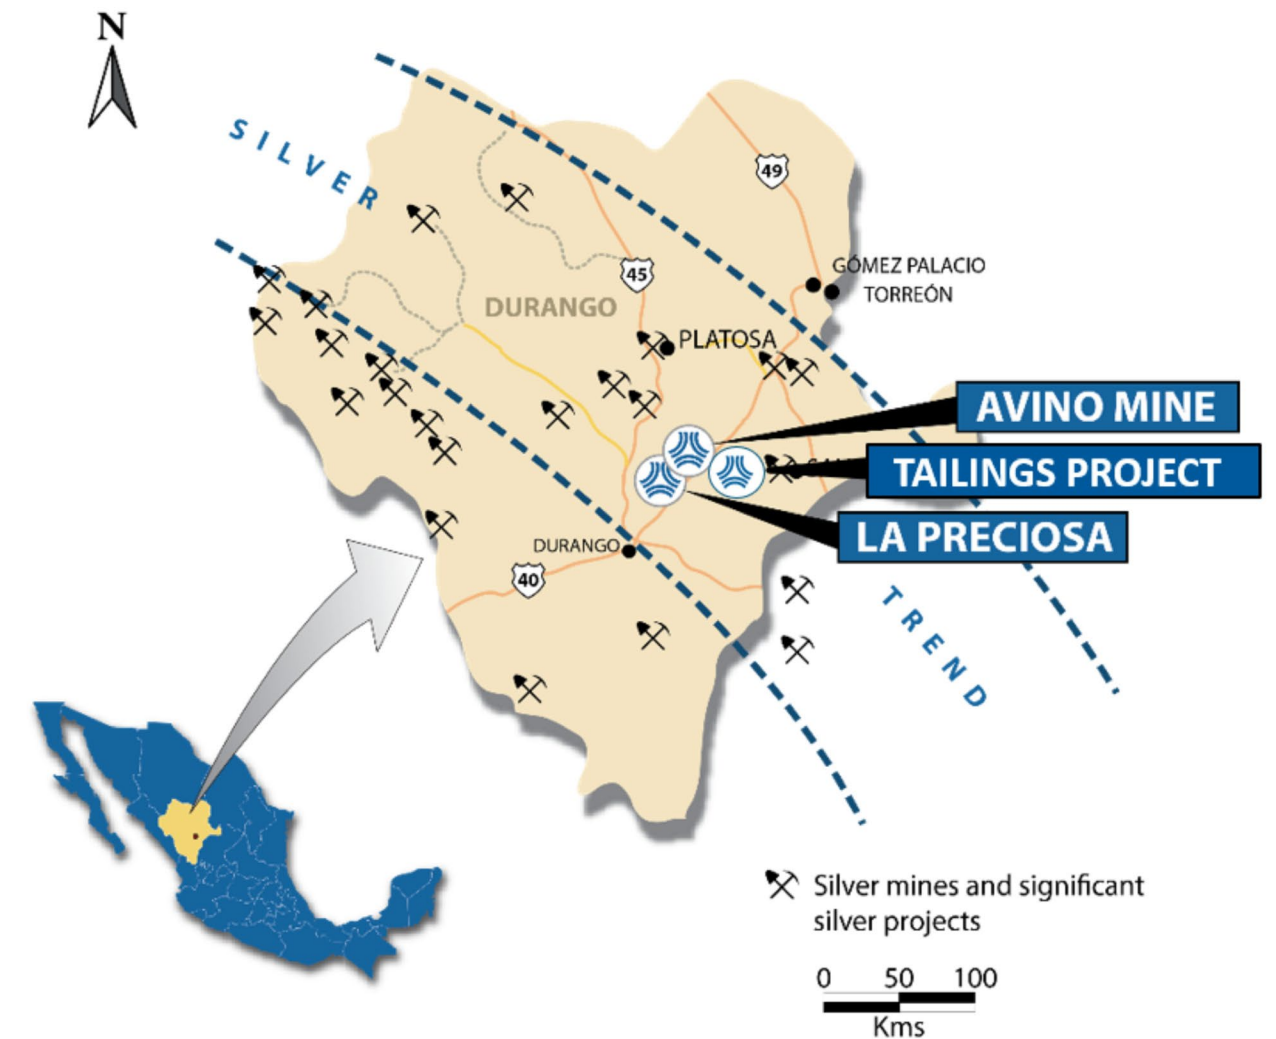 N
SILVER
49
GÓMEZ PALACIO
TORREÓN
45
DURANGO
PLATOSA
AVINO MINE
TAILINGS PROJECT
LA PRECIOSA
DURANGO
40
TREND
Silver mines and significant
silver projects
0 50 100
Kms